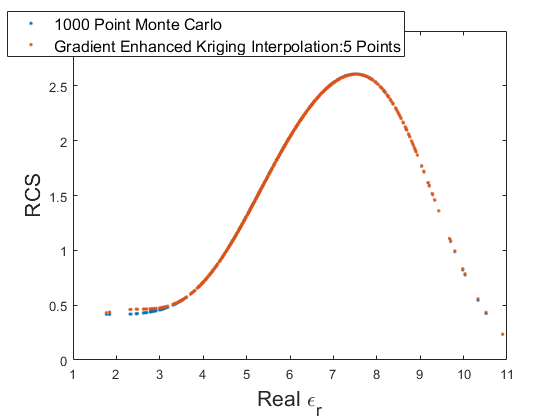 1000 Point Monte Carlo
Gradient Enhanced Kriging Interpolation:5 Points
2.5
2
1.5
1
0.5
0
RCS
1 2 3 4 5 6 7 8 9 10 11
Real ϵr